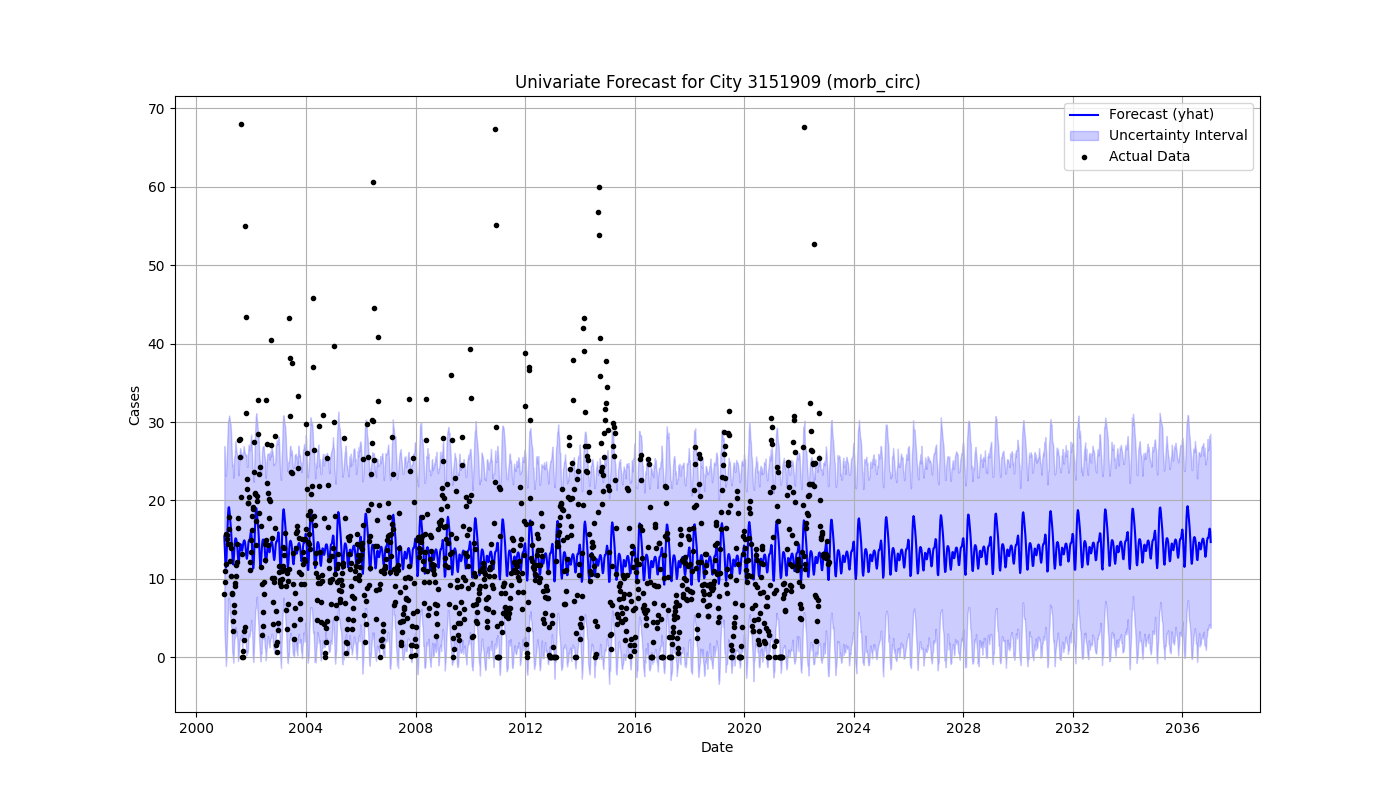 Univariate Forecast for City 3151909 (morb_circ)
Forecast (yhat)
Uncertainty Interval
Actual Data
Cases
70
60
50
40
30
20
10
0
2000 2004 2008 2012 2016 2020 2024 2028 2032 2036
Date